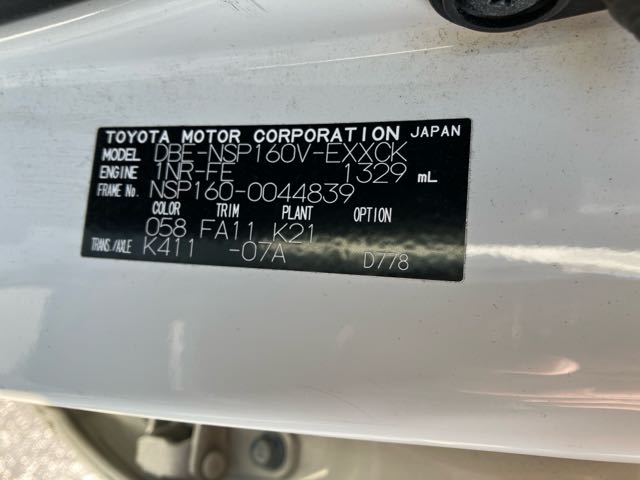 TOYOTA MOTOR CORPORATION JAPAN
MODEL DBE-NSP160V-EXXCK
ENGINE 1NR-FE 1329 mL
FRAME No. NSP160-0044839
COLOR TRIM PLANT OPTION
058 FA11 K21
TRANS./AXLE K411 -07A D778